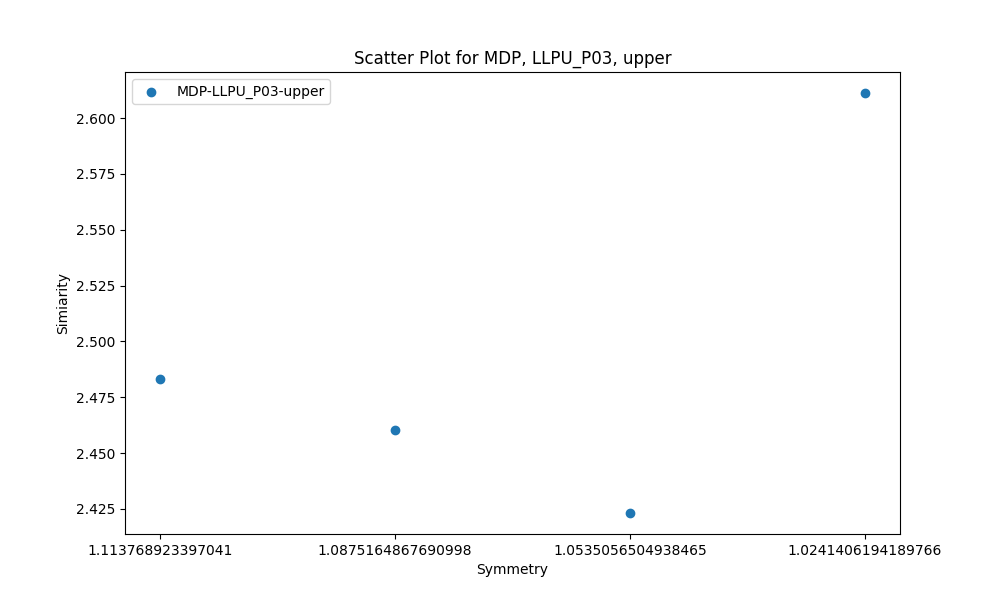 Scatter Plot for MDP, LLPU_P03, upper
MDP-LLPU_P03-upper
2.600
2.575
2.550
2.525
2.500
2.475
2.450
2.425
Simiarity
1.113768923397041 1.0875164867690998 1.0535056504938465 1.0241406194189766
Symmetry